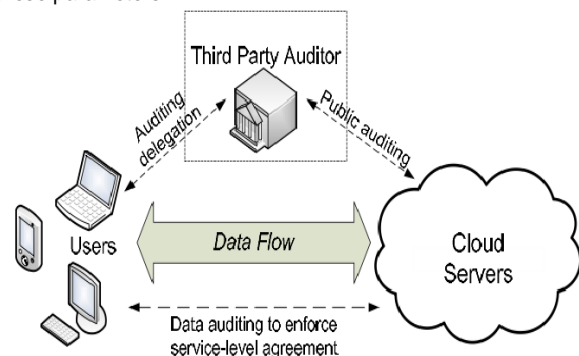 Third Party Auditor
Auditing
delegation
Public auditing
Users
Data Flow
Cloud
Servers
Data auditing to enforce
service-level agreement